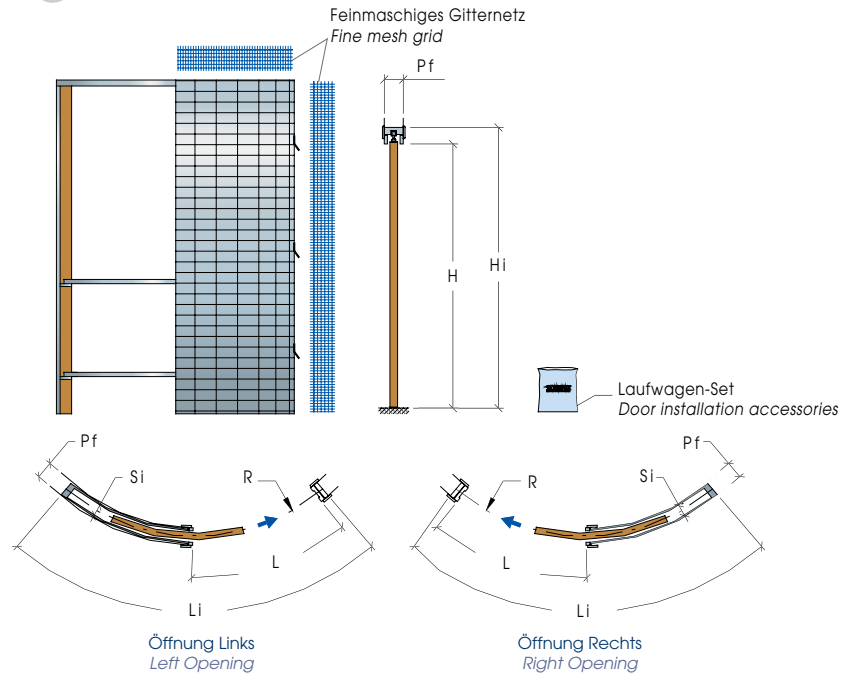 Feinmaschiges Gitternetz
Fine mesh grid
Pf
H
Hi
Laufwagen-Set
Door installation accessories
Pf
Si
R
L
Li
Öffnung Links
Left Opening
Pf
Si
R
L
Li
Öffnung Rechts
Right Opening